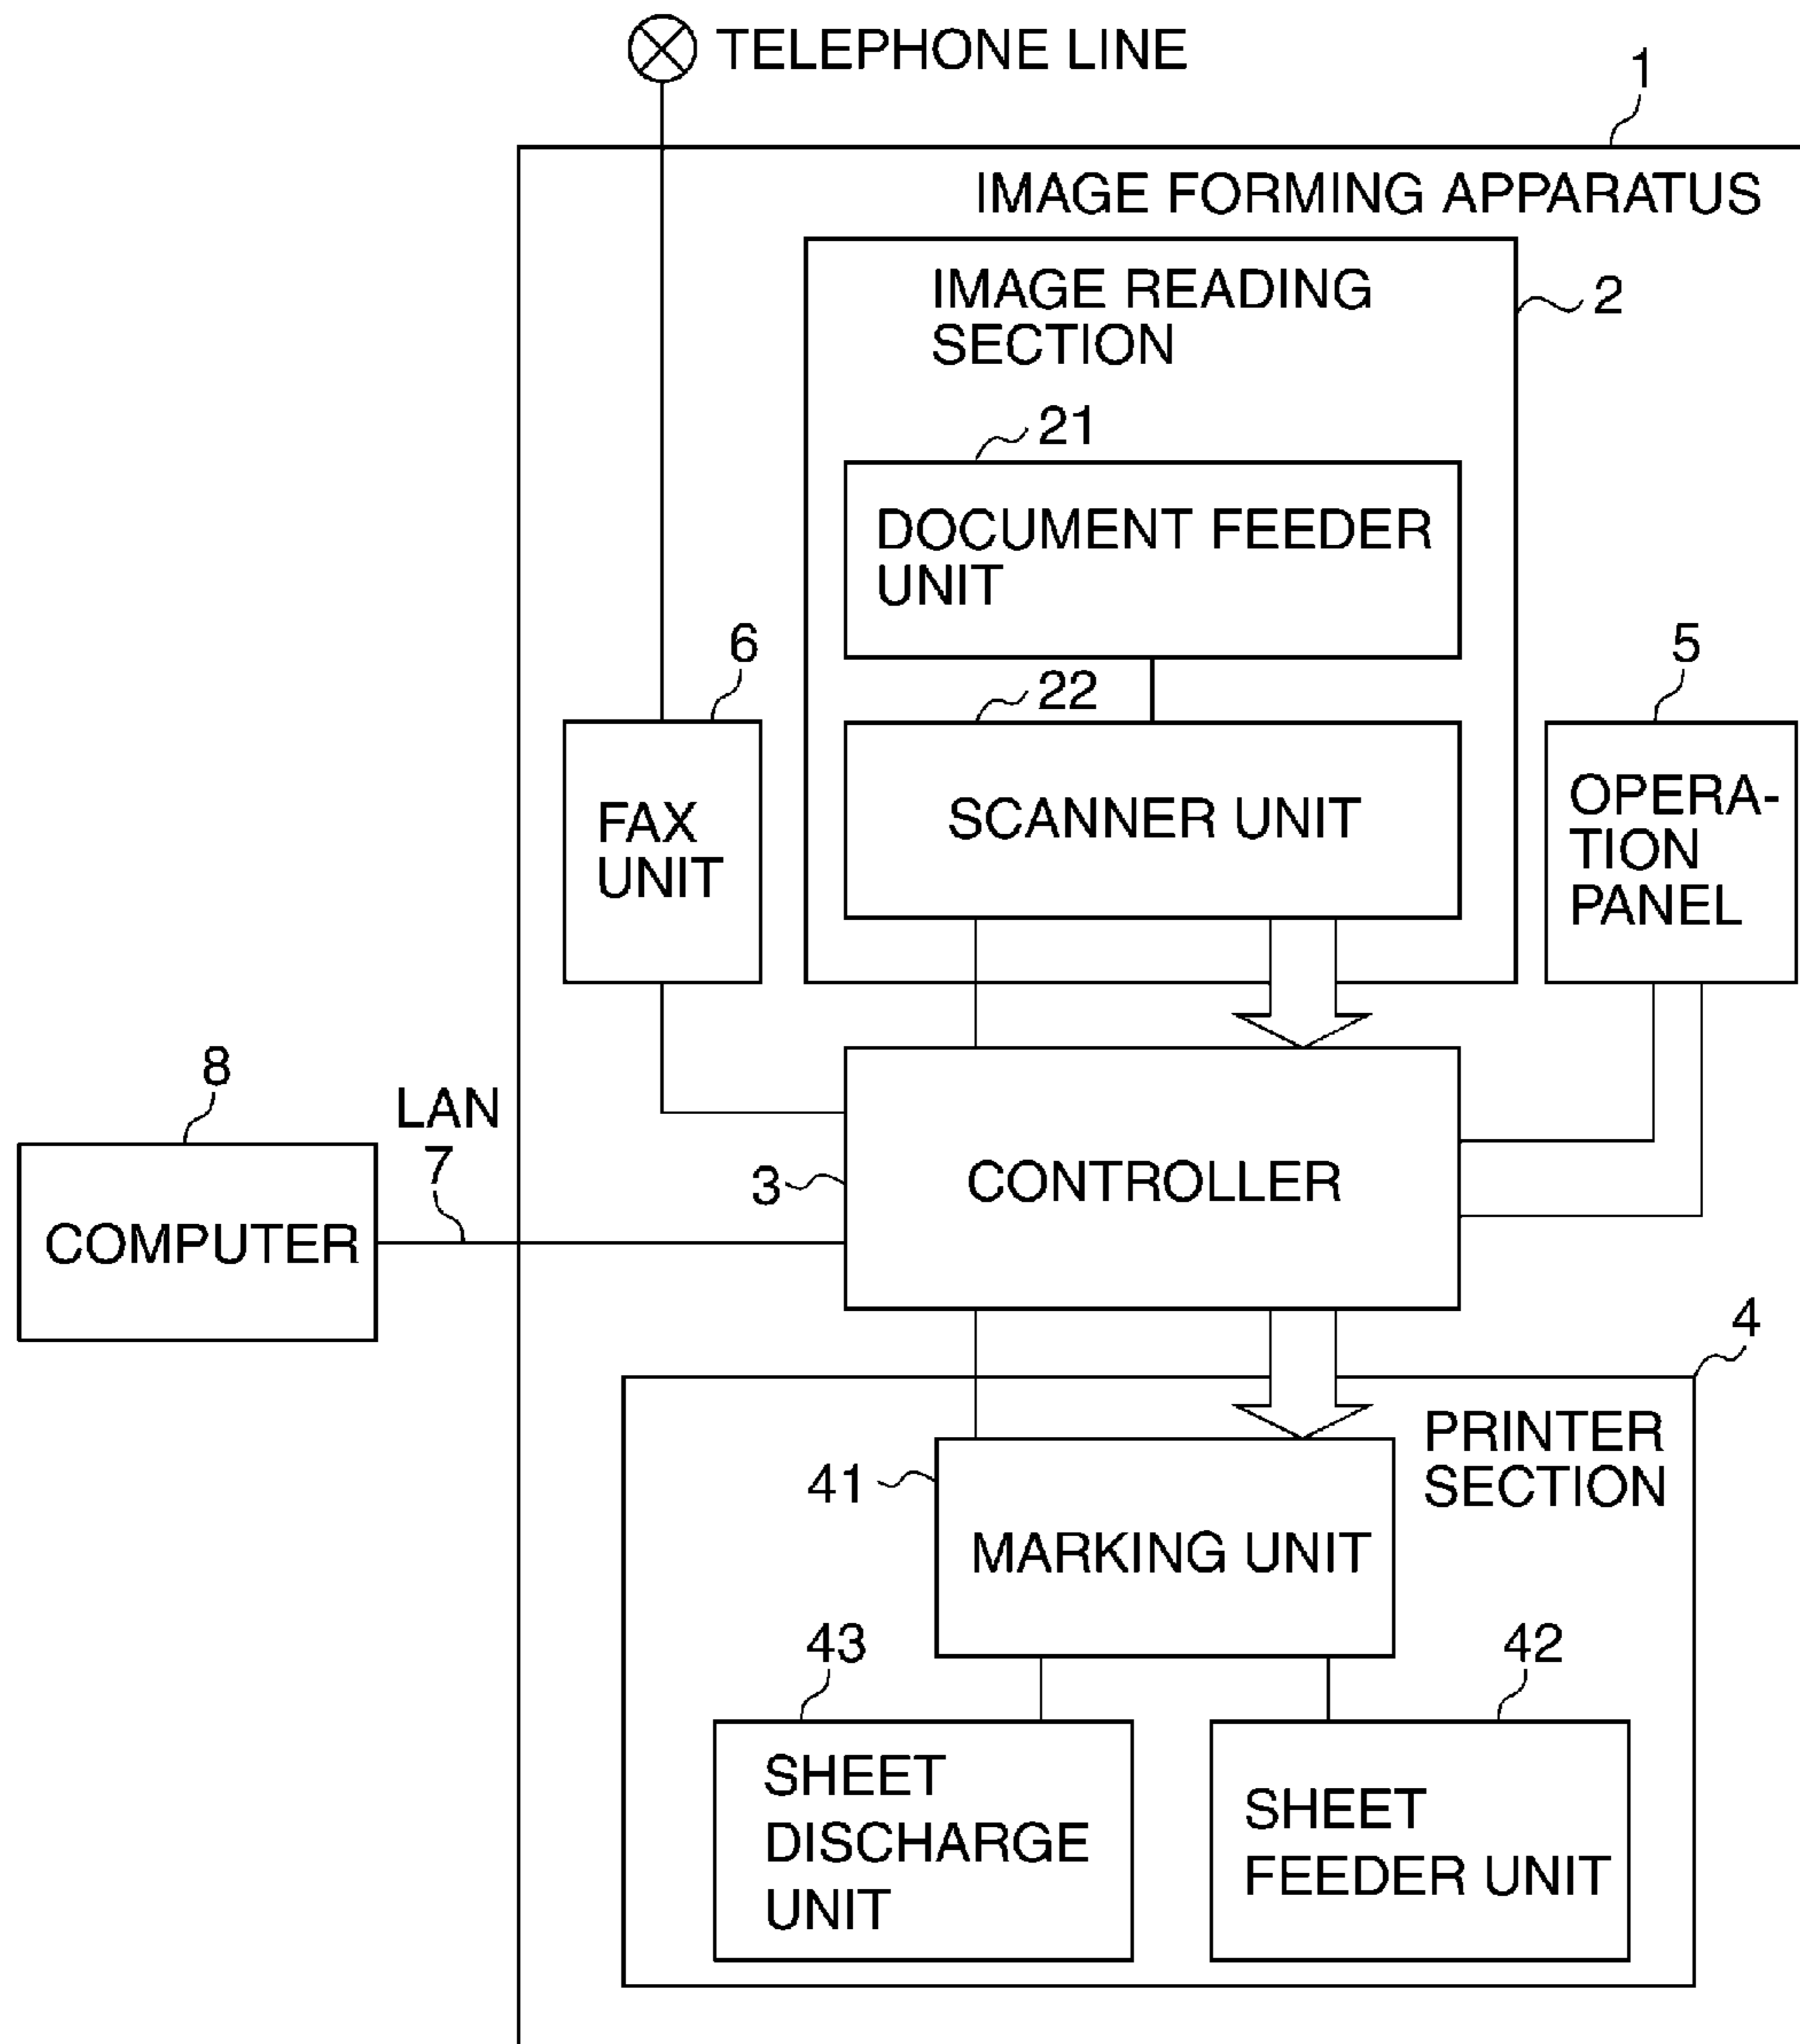 TELEPHONE LINE
1
IMAGE FORMING APPARATUS
IMAGE READING
SECTION
2
21
DOCUMENT FEEDER
UNIT
6
5
22
FAX
UNIT
SCANNER UNIT
OPERA-
TION
PANEL
8
LAN
7
COMPUTER
3
CONTROLLER
4
PRINTER
SECTION
41
MARKING UNIT
43
42
SHEET
DISCHARGE
UNIT
SHEET
FEEDER UNIT